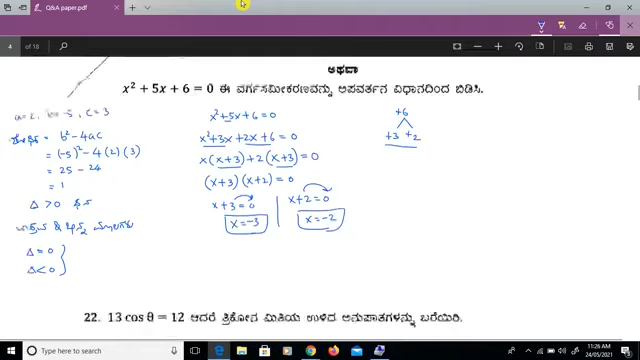 Q&A paper.pdf
4 of 18
ಅಥವಾ
x² + 5x + 6 = 0 ಈ ವರ್ಗಸಮೀಕರಣವನ್ನು ಅಪವರ್ತನ ವಿಧಾನದಿಂದ ಬಿಡಿಸಿ.
a=2, b=-5, c=3
= b² - 4ac
= (-5)² - 4(2)(3)
= 25 - 24
= 1
Δ > 0
Δ = 0
Δ < 0
x² + 5x + 6 = 0
x² + 3x + 2x + 6 = 0
x(x+3) + 2(x+3) = 0
(x+3)(x+2) = 0
x+3 = 0
x = -3
x+2 = 0
x = -2
+6
+3 +2
22. 13 cos θ = 12 ಆದರೆ ತ್ರಿಕೋನ ಮಿತಿಯ ಉಳಿದ ಅನುಪಾತಗಳನ್ನು ಬರೆಯಿರಿ.
Type here to search
11:26 AM
24/05/2021